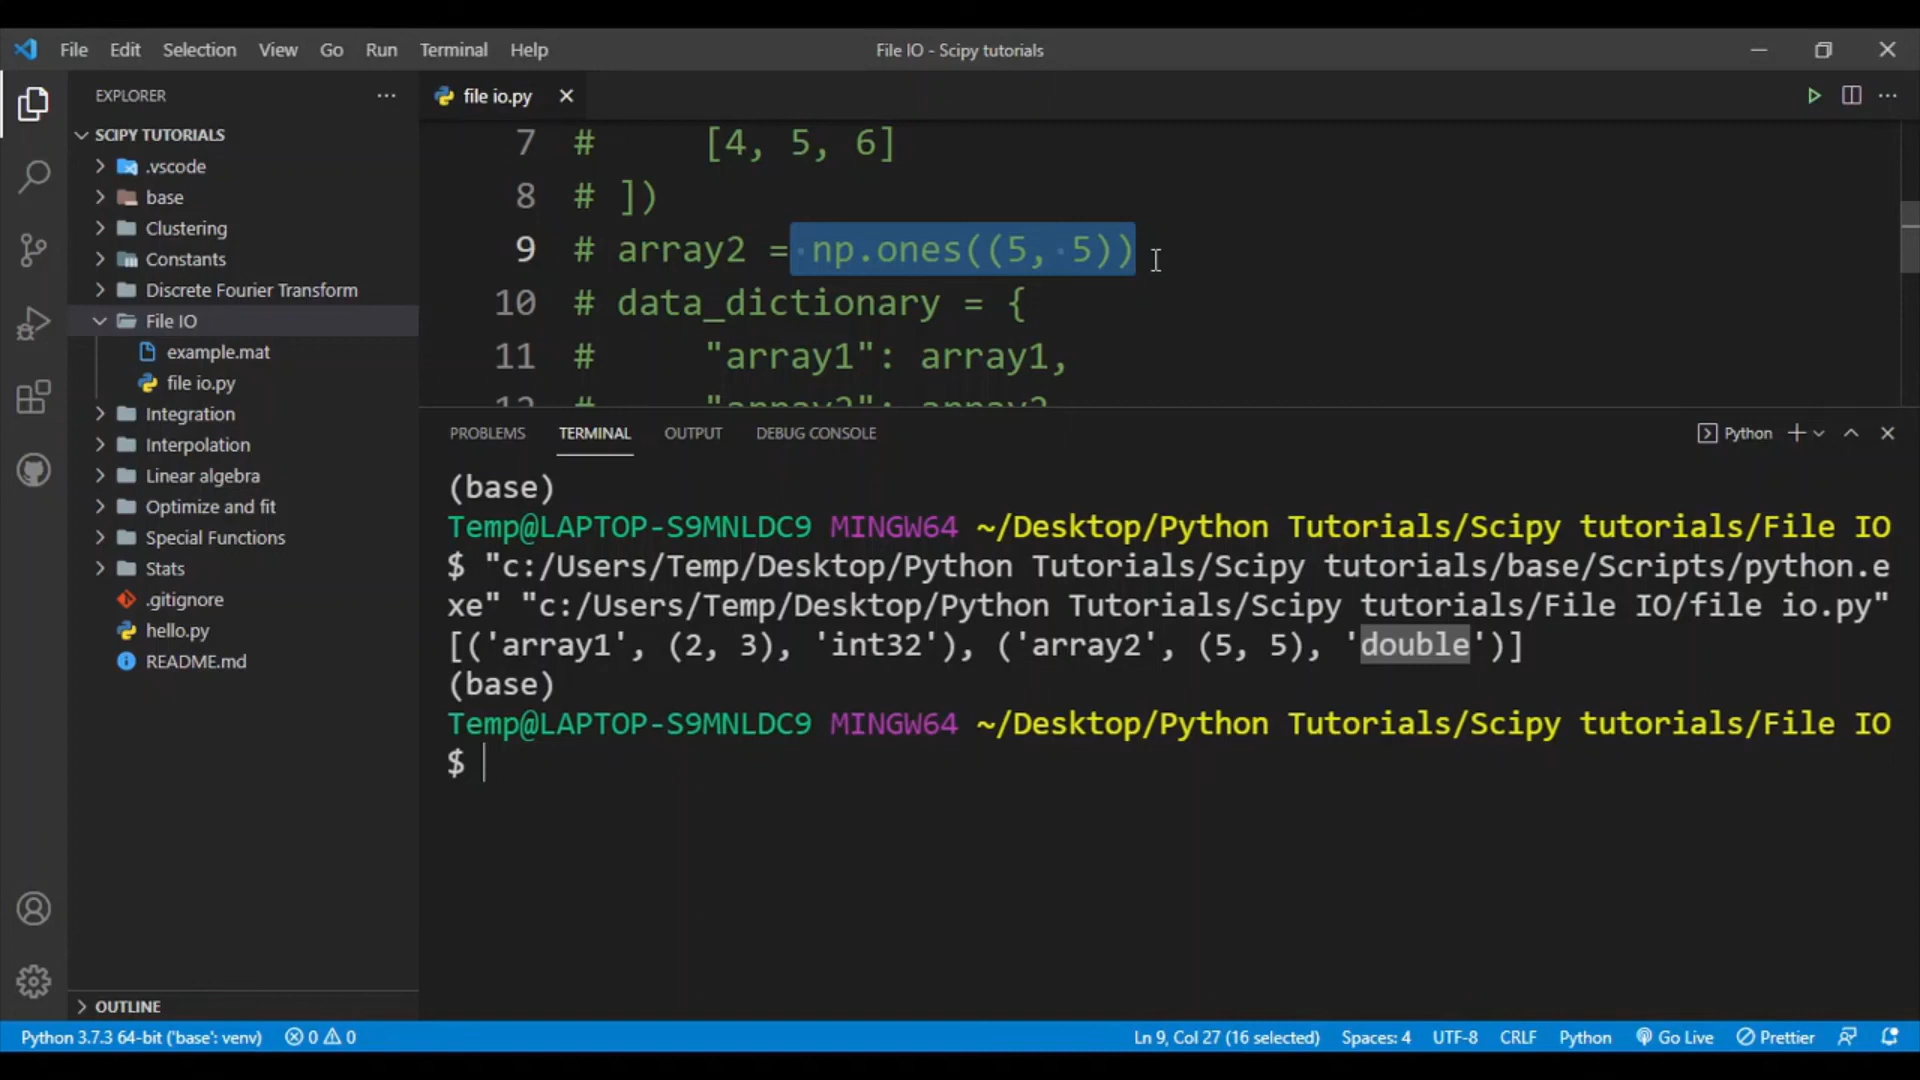 File Edit Selection View Go Run Terminal Help
File IO - Scipy tutorials
EXPLORER
SCIPY TUTORIALS
.vscode
base
Clustering
Constants
Discrete Fourier Transform
File IO
example.mat
file io.py
Integration
Interpolation
Linear algebra
Optimize and fit
Special Functions
Stats
.gitignore
hello.py
README.md
OUTLINE
file io.py
7 #     [4, 5, 6]
8 # ])
9 # array2 = np.ones((5, 5))
10 # data_dictionary = {
11 #     "array1": array1,
12 #     "array2": array2
PROBLEMS TERMINAL OUTPUT DEBUG CONSOLE
Python
(base)
Temp@LAPTOP-S9MNLDC9 MINGW64 ~/Desktop/Python Tutorials/Scipy tutorials/File IO
$ "c:/Users/Temp/Desktop/Python Tutorials/Scipy tutorials/base/Scripts/python.e
xe" "c:/Users/Temp/Desktop/Python Tutorials/Scipy tutorials/File IO/file io.py"
[('array1', (2, 3), 'int32'), ('array2', (5, 5), 'double')]
(base)
Temp@LAPTOP-S9MNLDC9 MINGW64 ~/Desktop/Python Tutorials/Scipy tutorials/File IO
$
Python 3.7.3 64-bit ('base': venv) 0 0 Ln 9, Col 27 (16 selected) Spaces: 4 UTF-8 CRLF Python Go Live Prettier